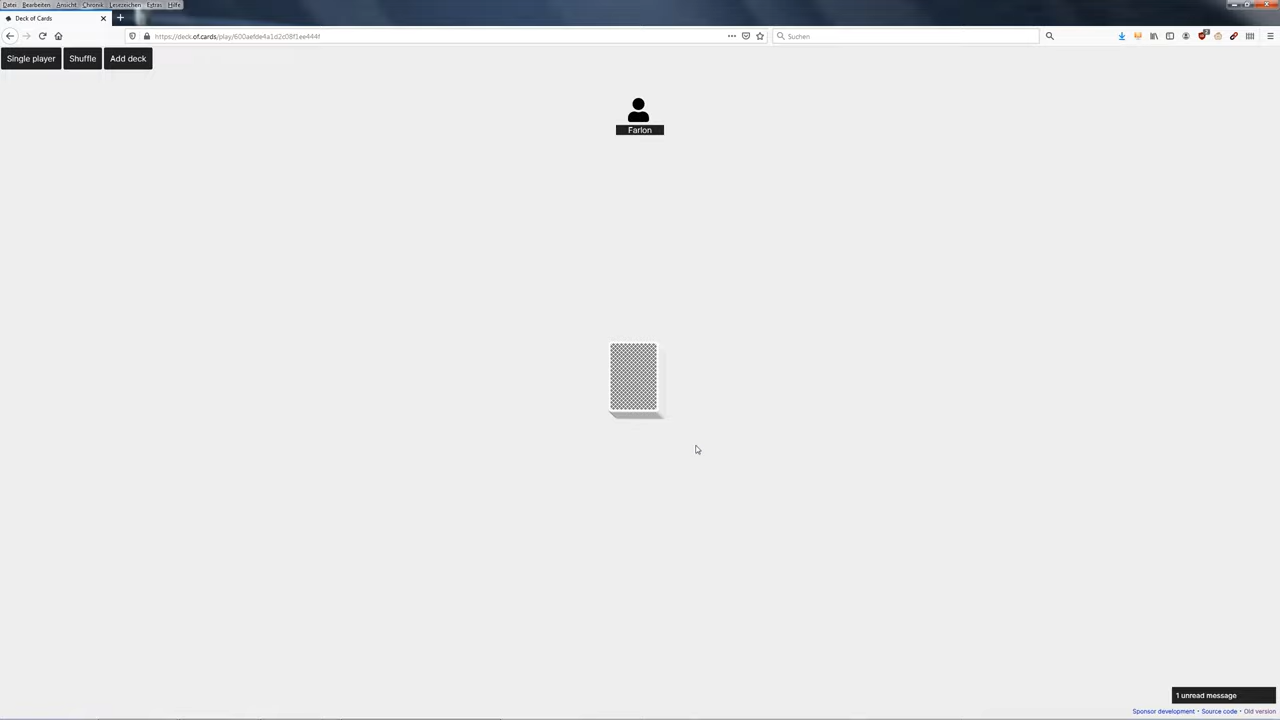 Datei Bearbeiten Ansicht Chronik Lesezeichen Extras Hilfe
Deck of Cards
https://deck.of.cards/play/600aefde4a1d2c08f1ee444f
Suchen
2
Single player Shuffle Add deck
Farlon
1 unread message
Sponsor development • Source code • Old version